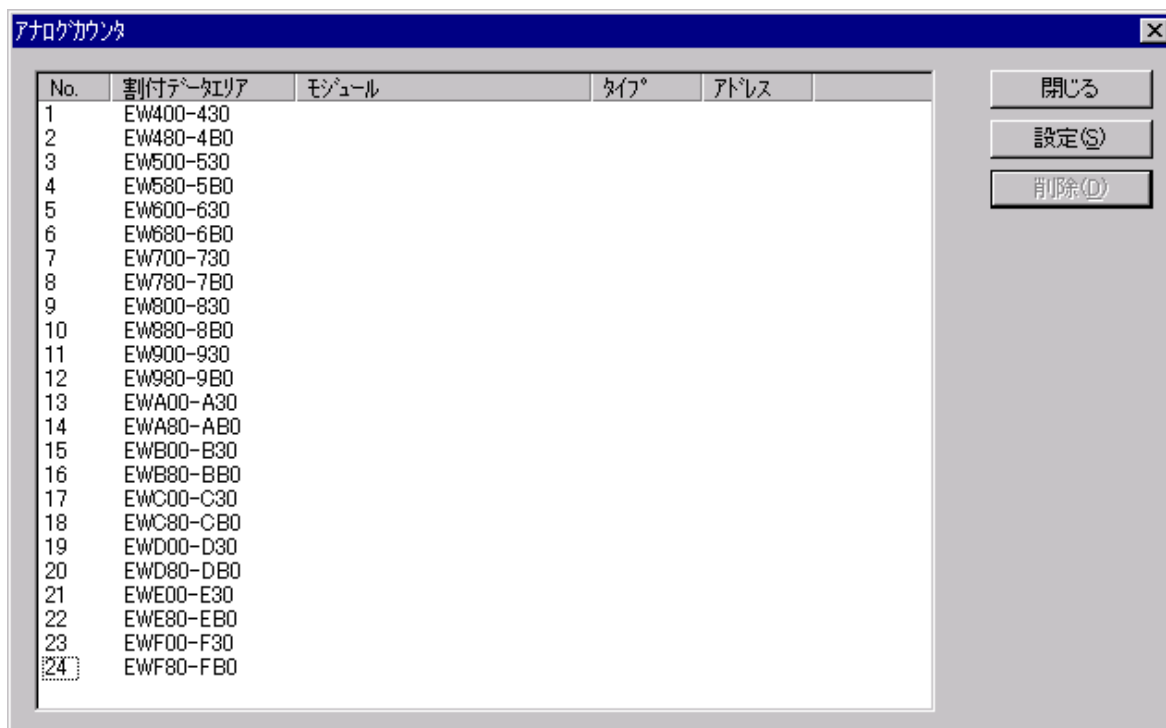 アナログカウンタ
No. 割付データエリア モジュール タイプ アドレス
1 EW400-430
2 EW480-4B0
3 EW500-530
4 EW580-5B0
5 EW600-630
6 EW680-6B0
7 EW700-730
8 EW780-7B0
9 EW800-830
10 EW880-8B0
11 EW900-930
12 EW980-9B0
13 EWA00-A30
14 EWA80-AB0
15 EWB00-B30
16 EWB80-BB0
17 EWC00-C30
18 EWC80-CB0
19 EWD00-D30
20 EWD80-DB0
21 EWE00-E30
22 EWE80-EB0
23 EWF00-F30
24 EWF80-FB0
閉じる
設定(S)
削除(D)